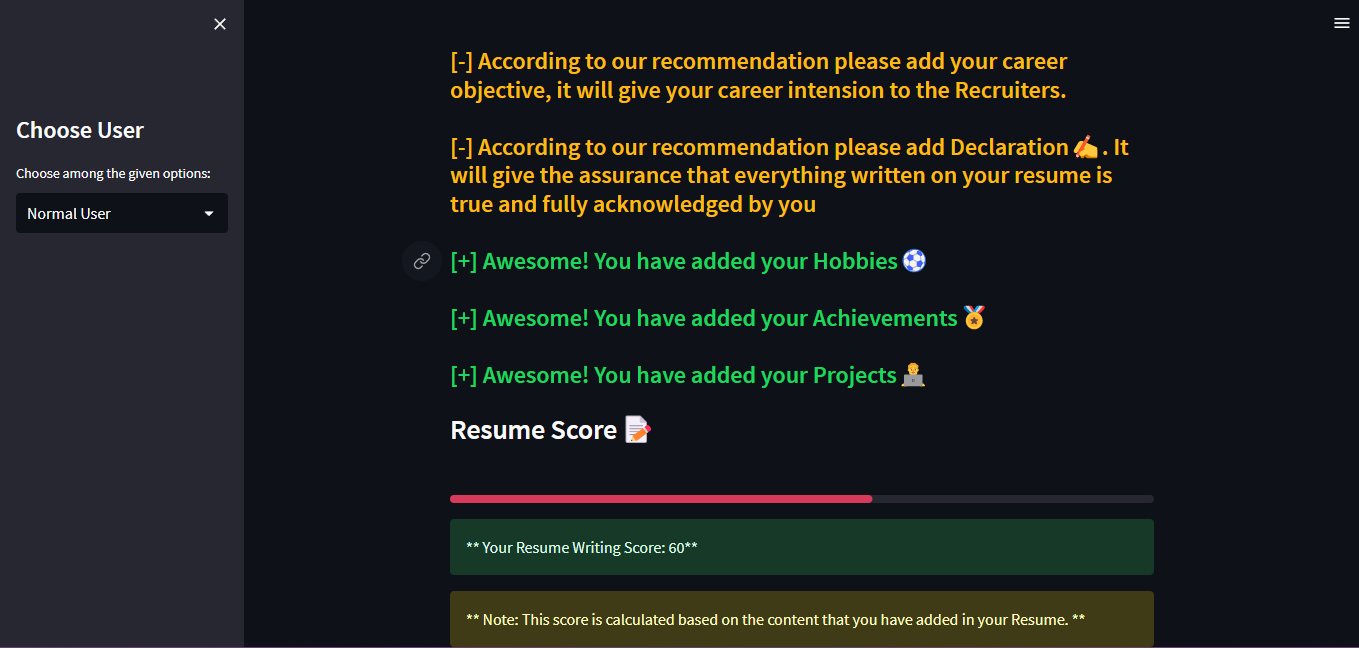 Choose User
Choose among the given options:
Normal User
[-] According to our recommendation please add your career
objective, it will give your career intension to the Recruiters.
[-] According to our recommendation please add Declaration ✍. It
will give the assurance that everything written on your resume is
true and fully acknowledged by you
[+] Awesome! You have added your Hobbies ⚽
[+] Awesome! You have added your Achievements 🏅
[+] Awesome! You have added your Projects 👨‍💻
Resume Score 📝
** Your Resume Writing Score: 60**
** Note: This score is calculated based on the content that you have added in your Resume. **